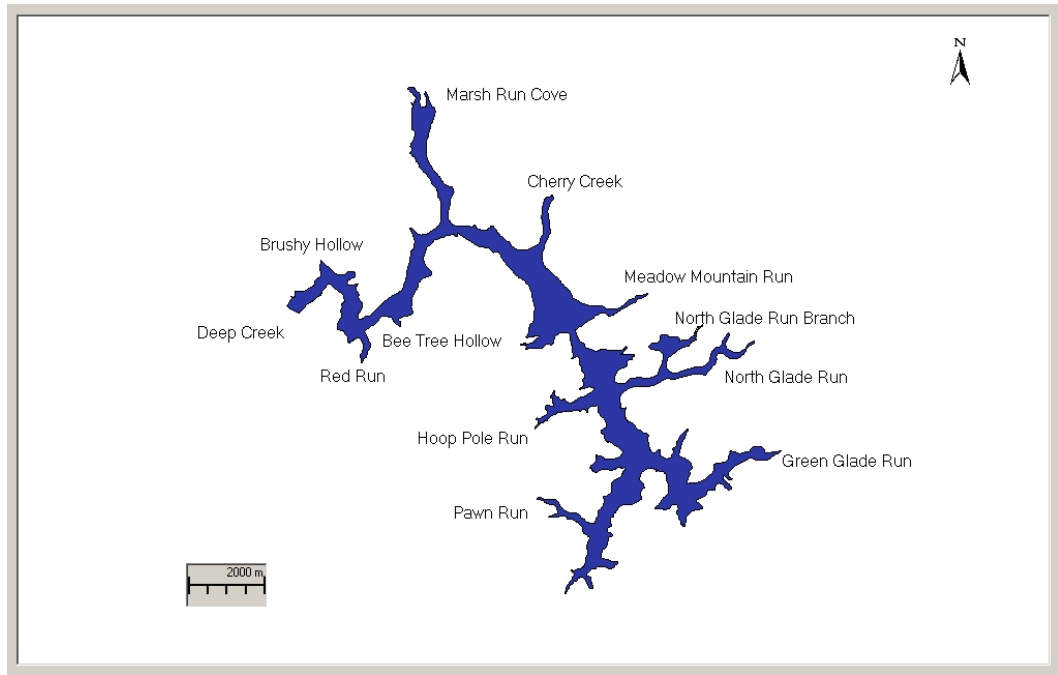 N
Marsh Run Cove
Cherry Creek
Brushy Hollow
Meadow Mountain Run
North Glade Run Branch
Deep Creek
Bee Tree Hollow
Red Run
North Glade Run
Hoop Pole Run
Green Glade Run
Pawn Run
2000 m